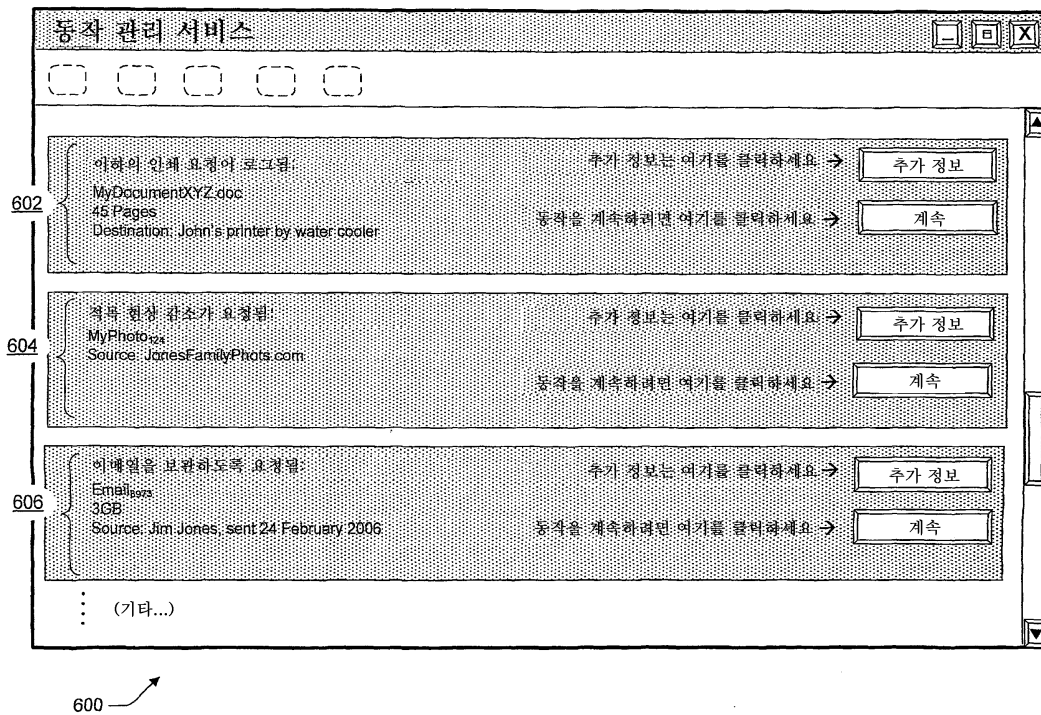 동작 관리 서비스
X
602
이하의 인쇄 요청이 로그됨:
MyDocumentXYZ.doc
45 Pages
Destination: John's printer by water cooler
추가 정보는 여기를 클릭하세요 →
추가 정보
동작을 계속하려면 여기를 클릭하세요 →
계속
604
적목 현상 감소가 요청됨:
MyPhoto124
Source: JonesFamilyPhots.com
추가 정보는 여기를 클릭하세요 →
추가 정보
동작을 계속하려면 여기를 클릭하세요 →
계속
606
이메일을 보관하도록 요청됨:
Email8973
3GB
Source: Jim Jones, sent 24 February 2006
추가 정보는 여기를 클릭하세요 →
추가 정보
동작을 계속하려면 여기를 클릭하세요 →
계속
(기타...)
600